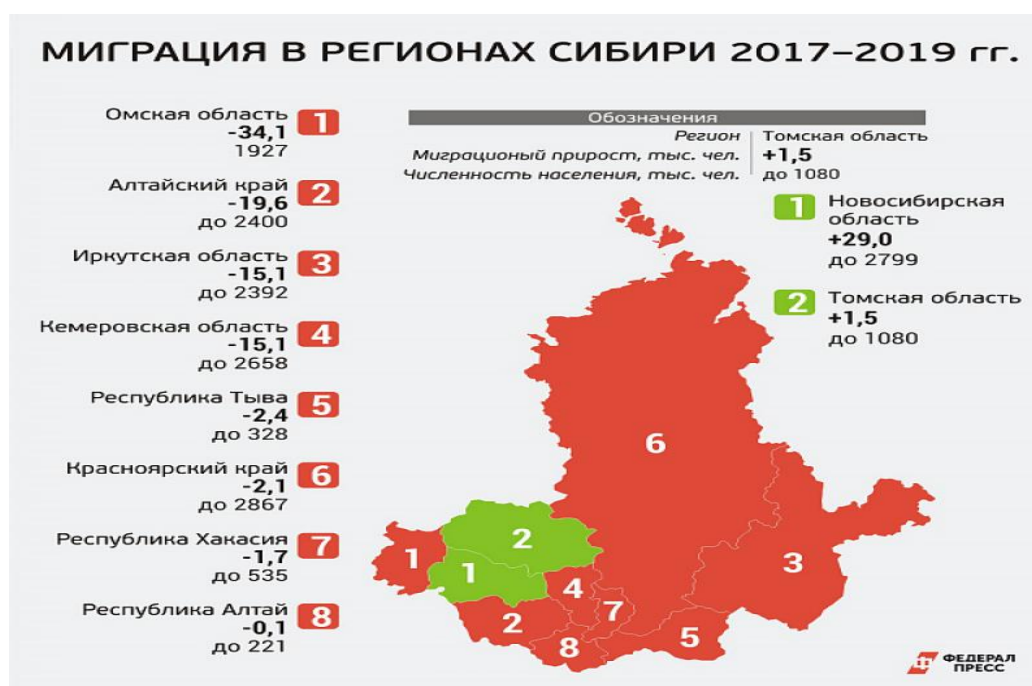 МИГРАЦИЯ В РЕГИОНАХ СИБИРИ 2017–2019 гг.
Омская область
-34,1
1927
1
Алтайский край
-19,6
до 2400
2
Иркутская область
-15,1
до 2392
3
Кемеровская область
-15,1
до 2658
4
Республика Тыва
-2,4
до 328
5
Красноярский край
-2,1
до 2867
6
Республика Хакасия
-1,7
до 535
7
Республика Алтай
-0,1
до 221
8
Обозначения
Регион Томская область
Миграционый прирост, тыс. чел. +1,5
Численность населения, тыс. чел. до 1080
1
Новосибирская
область
+29,0
до 2799
2
Томская область
+1,5
до 1080
6
2
1
1
3
4
7
2
5
8
ФЕДЕРАЛ
ПРЕСС